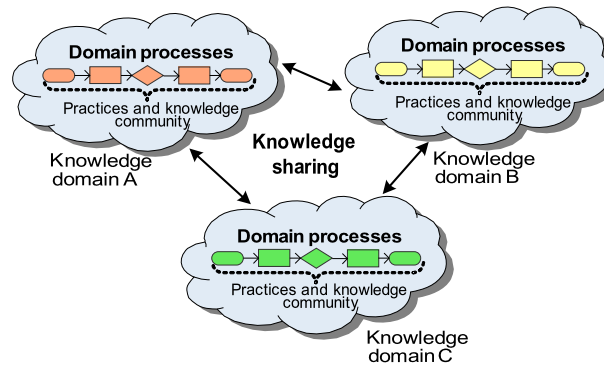 Domain processes
Practices and knowledge
community
Knowledge
domain A
Domain processes
Practices and knowledge
community
Knowledge
domain B
Knowledge
sharing
Domain processes
Practices and knowledge
community
Knowledge
domain C